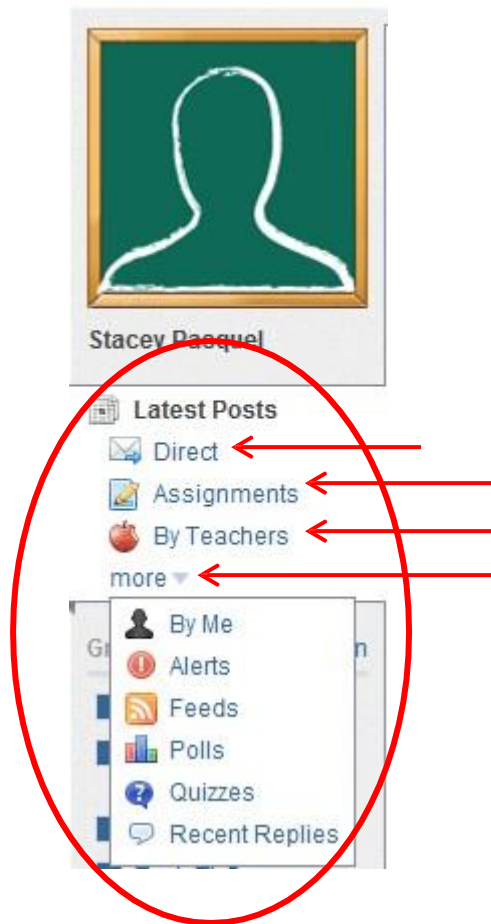 Stacey Pasquel
Latest Posts
Direct
Assignments
By Teachers
more
By Me
Alerts
Feeds
Polls
Quizzes
Recent Replies